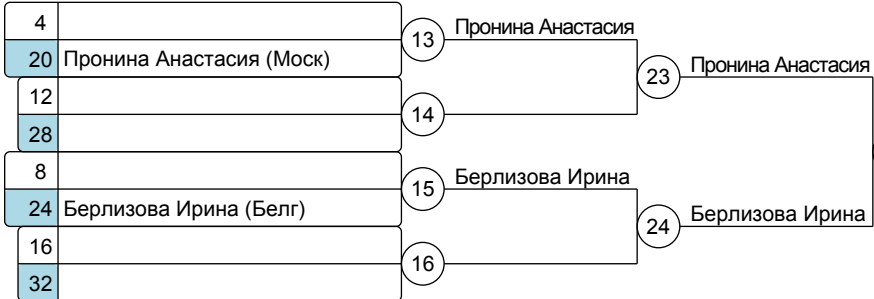 4
20 Пронина Анастасия (Моск)
13 Пронина Анастасия
12
28
14
23 Пронина Анастасия
8
24 Берлизова Ирина (Белг)
15 Берлизова Ирина
16
32
16
24 Берлизова Ирина